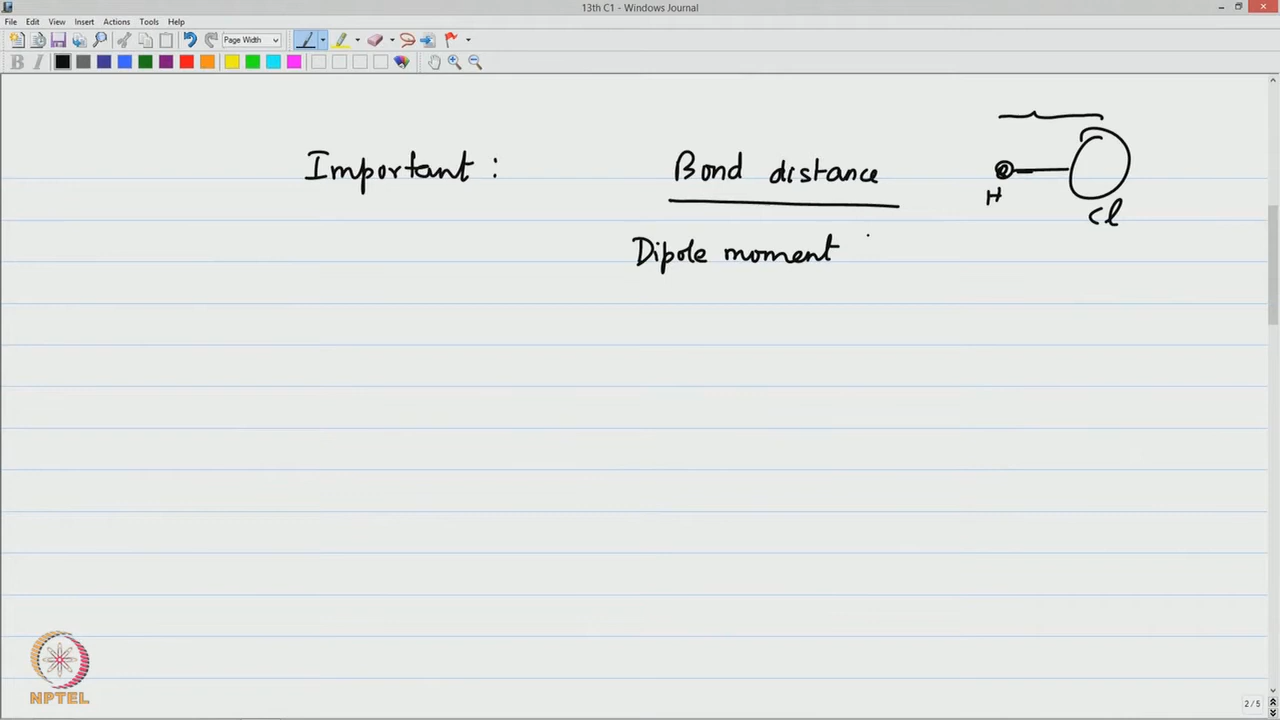 13th C1 - Windows Journal
File Edit View Insert Actions Tools Help
Page Width
B I
Important : Bond distance
H
Cl
Dipole moment
NPTEL
2 / 5